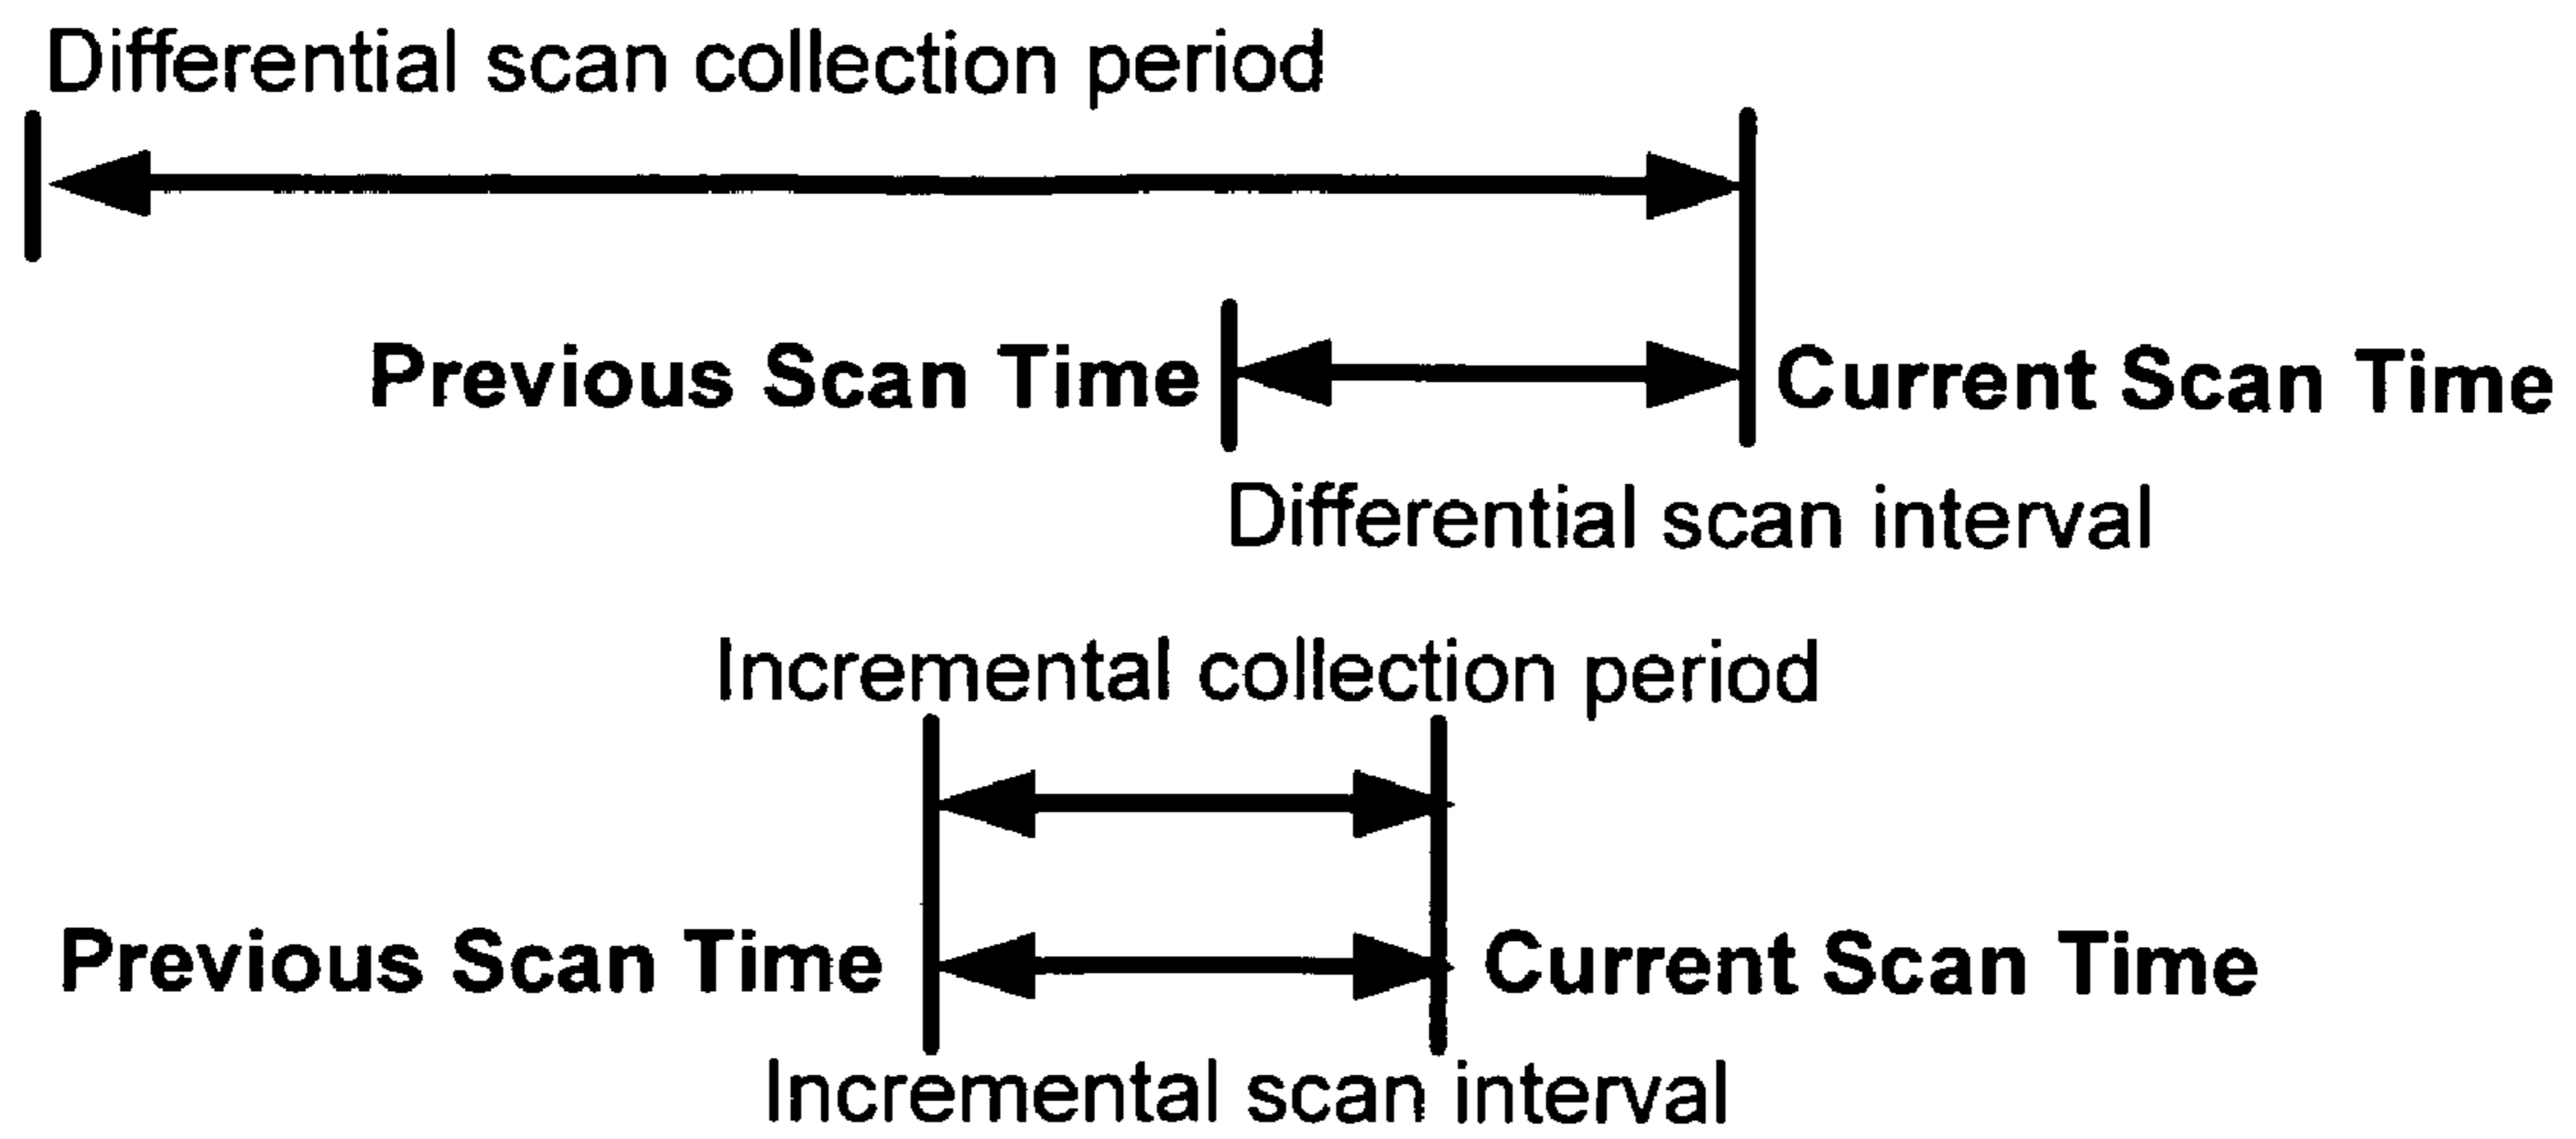 Differential scan collection period
Previous Scan Time
Current Scan Time
Differential scan interval
Incremental collection period
Previous Scan Time
Current Scan Time
Incremental scan interval